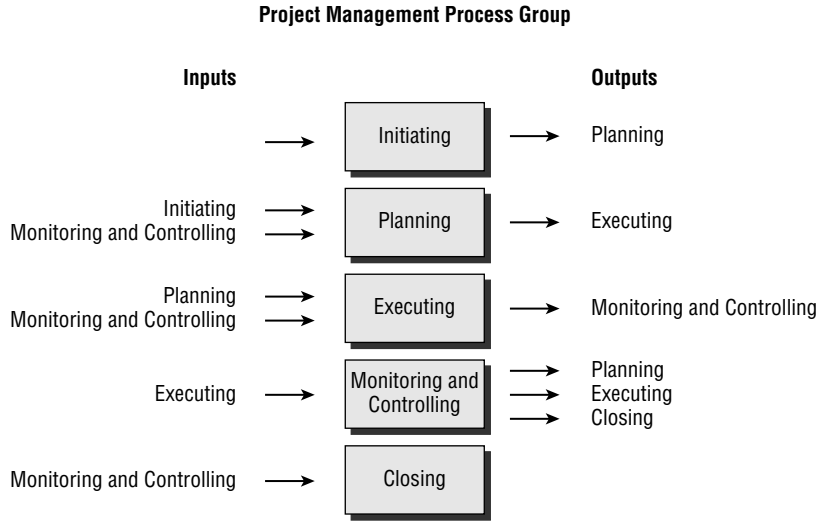 Project Management Process Group
Inputs
Outputs
Initiating
Planning
Initiating
Monitoring and Controlling
Planning
Executing
Planning
Monitoring and Controlling
Executing
Monitoring and Controlling
Executing
Monitoring and
Controlling
Planning
Executing
Closing
Monitoring and Controlling
Closing